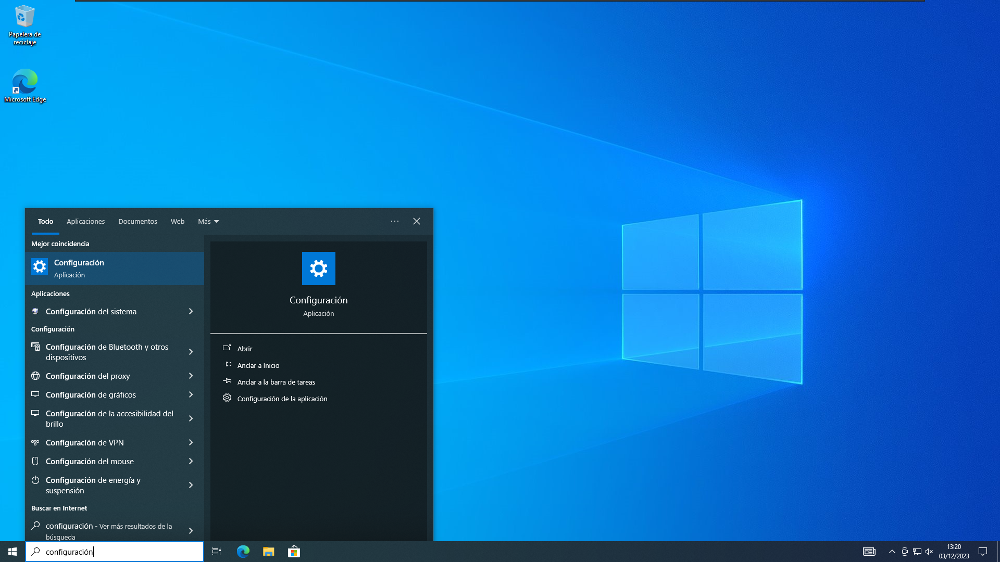 Papelera de
reciclaje
Microsoft Edge
Todo
Aplicaciones
Documentos
Web
Más
Mejor coincidencia
Configuración
Aplicación
Aplicaciones
Configuración del sistema
Configuración
Configuración de Bluetooth y otros
dispositivos
Configuración del proxy
Configuración de gráficos
Configuración de la accesibilidad del
brillo
Configuración de VPN
Configuración del mouse
Configuración de energía y
suspensión
Buscar en Internet
configuración - Ver más resultados de la
búsqueda
Configuración
Aplicación
Abrir
Anclar a Inicio
Anclar a la barra de tareas
Configuración de la aplicación
configuración
13:20
03/12/2023